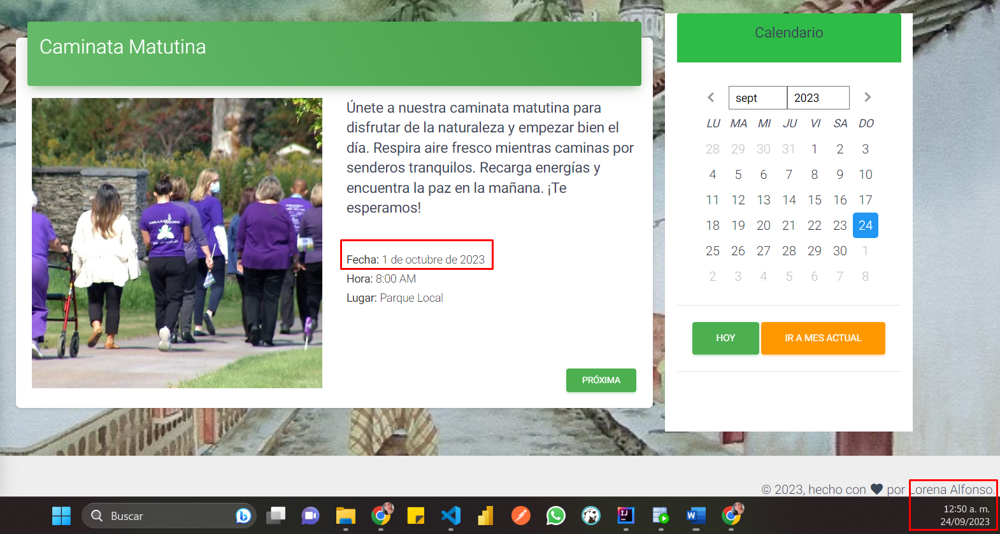 Caminata Matutina
Únete a nuestra caminata matutina para
disfrutar de la naturaleza y empezar bien el
día. Respira aire fresco mientras caminas por
senderos tranquilos. Recarga energías y
encuentra la paz en la mañana. ¡Te
esperamos!
Fecha: 1 de octubre de 2023
Hora: 8:00 AM
Lugar: Parque Local
PRÓXIMA
Calendario
sept 2023
LU MA MI JU VI SA DO
28 29 30 31 1 2 3
4 5 6 7 8 9 10
11 12 13 14 15 16 17
18 19 20 21 22 23 24
25 26 27 28 29 30 1
2 3 4 5 6 7 8
HOY IR A MES ACTUAL
© 2023, hecho con por Lorena Alfonso.
Buscar
IJ
W
12:50 a. m.
24/09/2023